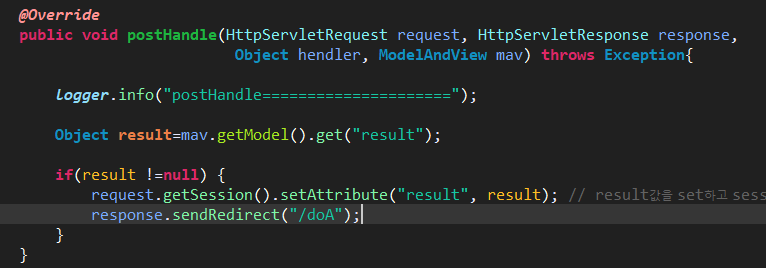 @Override
public void postHandle(HttpServletRequest request, HttpServletResponse response,
Object hendler, ModelAndView mav) throws Exception{
logger.info("postHandle=====================");
Object result=mav.getModel().get("result");
if(result !=null) {
request.getSession().setAttribute("result", result); // result값을 set하고 sess
response.sendRedirect("/doA");
}
}